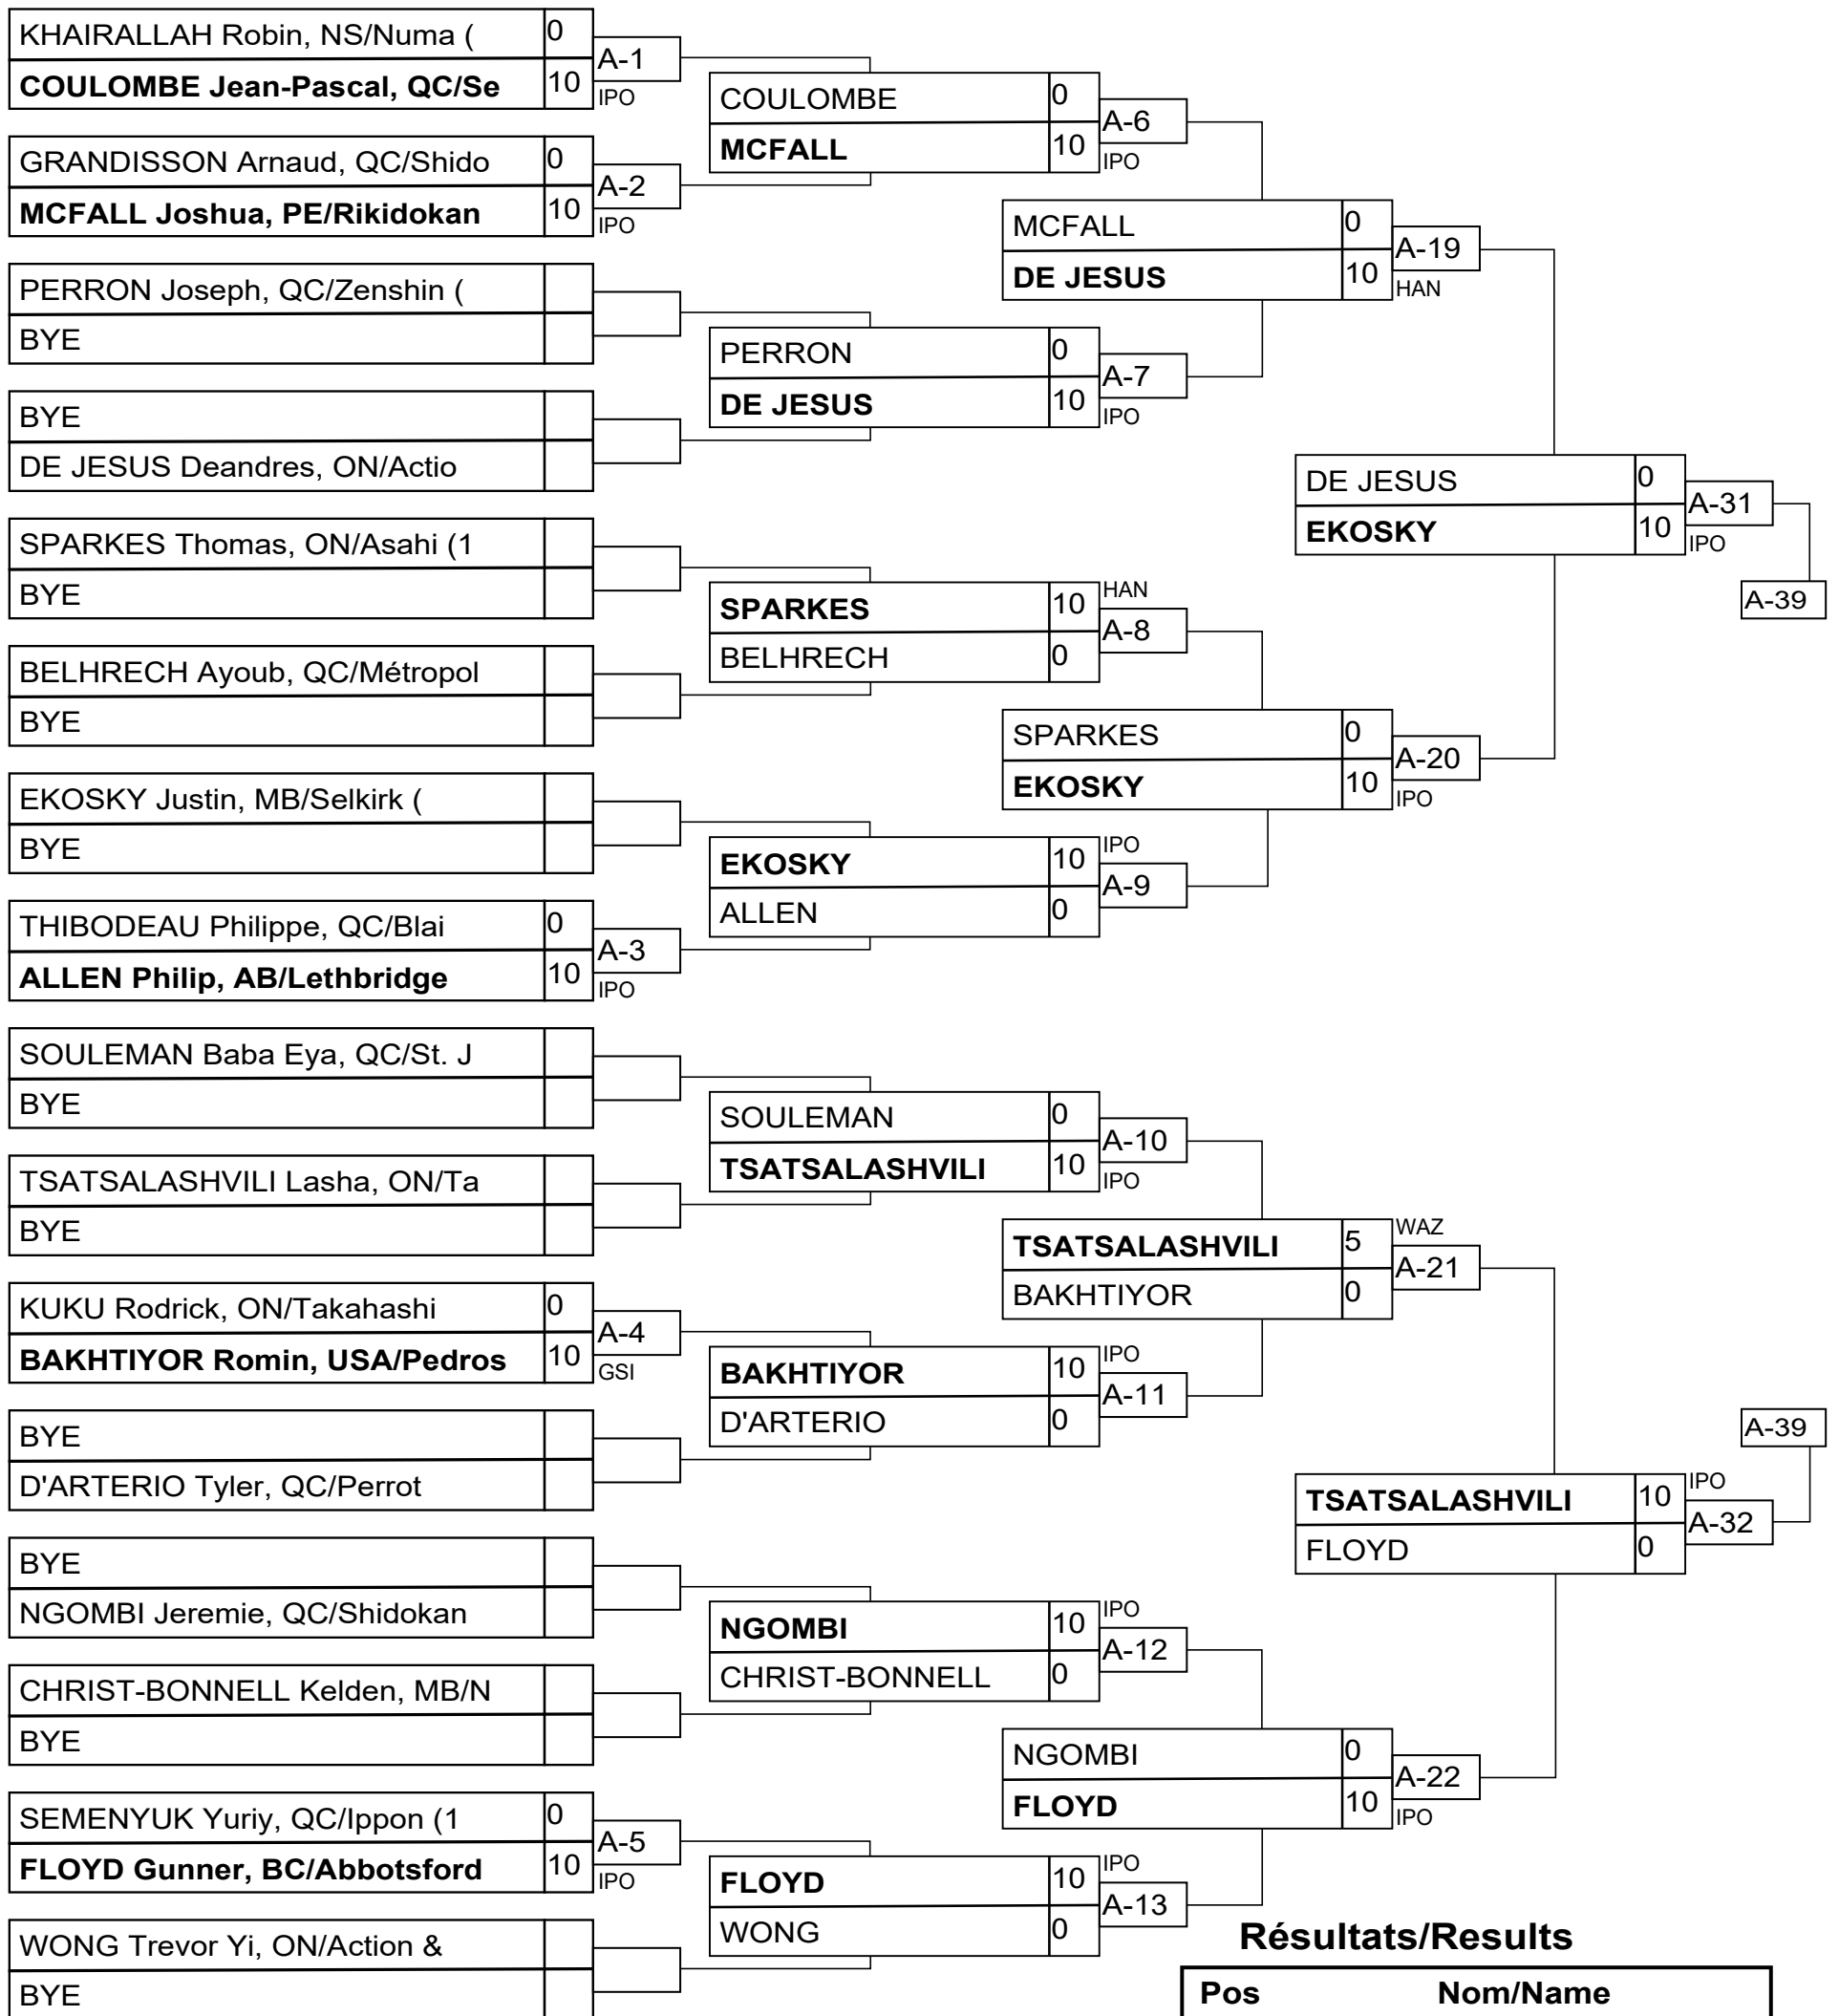 KHAIRALLAH Robin, NS/Numa ( 0
A-1
COULOMBE Jean-Pascal, QC/Se 10
IPO
GRANDISSON Arnaud, QC/Shido 0
A-2
MCFALL Joshua, PE/Rikidokan 10
IPO
PERRON Joseph, QC/Zenshin (
BYE
BYE
DE JESUS Deandres, ON/Actio
SPARKES Thomas, ON/Asahi (1
BYE
BELHRECH Ayoub, QC/Métropol
BYE
EKOSKY Justin, MB/Selkirk (
BYE
THIBODEAU Philippe, QC/Blai 0
A-3
ALLEN Philip, AB/Lethbridge 10
IPO
SOULEMAN Baba Eya, QC/St. J
BYE
TSATSALASHVILI Lasha, ON/Ta
BYE
KUKU Rodrick, ON/Takahashi 0
A-4
BAKHTIYOR Romin, USA/Pedros 10
GSI
BYE
D'ARTERIO Tyler, QC/Perrot
BYE
NGOMBI Jeremie, QC/Shidokan
CHRIST-BONNELL Kelden, MB/N
BYE
SEMENYUK Yuriy, QC/Ippon (1 0
A-5
FLOYD Gunner, BC/Abbotsford 10
IPO
WONG Trevor Yi, ON/Action &
BYE
COULOMBE 0
A-6
MCFALL 10
IPO
PERRON 0
A-7
DE JESUS 10
IPO
SPARKES 10
HAN
A-8
BELHRECH 0
EKOSKY 10
IPO
A-9
ALLEN 0
SOULEMAN 0
A-10
TSATSALASHVILI 10
IPO
BAKHTIYOR 10
IPO
A-11
D'ARTERIO 0
NGOMBI 10
IPO
A-12
CHRIST-BONNELL 0
FLOYD 10
IPO
A-13
WONG 0
MCFALL 0
A-19
DE JESUS 10
HAN
SPARKES 0
A-20
EKOSKY 10
IPO
TSATSALASHVILI 5
WAZ
A-21
BAKHTIYOR 0
NGOMBI 0
A-22
FLOYD 10
IPO
DE JESUS 0
A-31
EKOSKY 10
IPO
A-39
A-39
TSATSALASHVILI 10
IPO
A-32
FLOYD 0
Résultats/Results
Pos Nom/Name